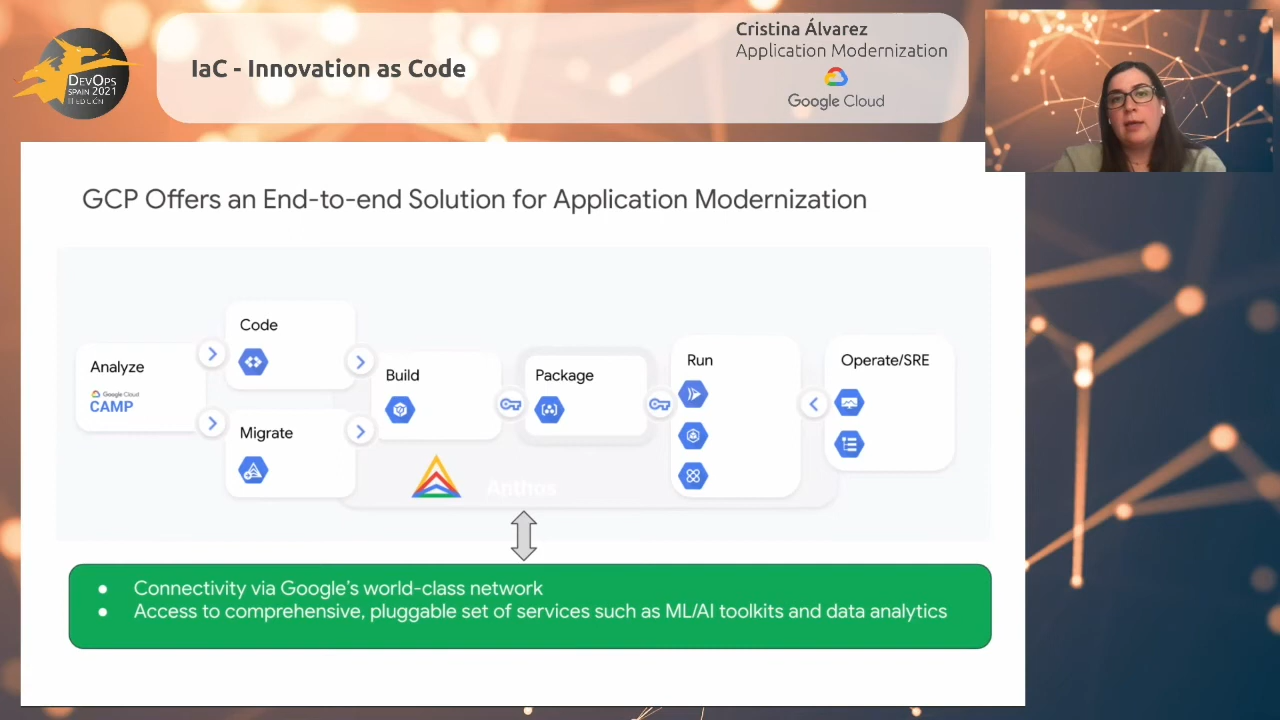 DEVOPS
SPAIN 2021
II EDICIÓN
IaC - Innovation as Code
Cristina Álvarez
Application Modernization
Google Cloud
GCP Offers an End-to-end Solution for Application Modernization
Analyze
Google Cloud
CAMP
Code
Migrate
Build
Package
Run
Operate/SRE
Anthos
● Connectivity via Google's world-class network
● Access to comprehensive, pluggable set of services such as ML/AI toolkits and data analytics